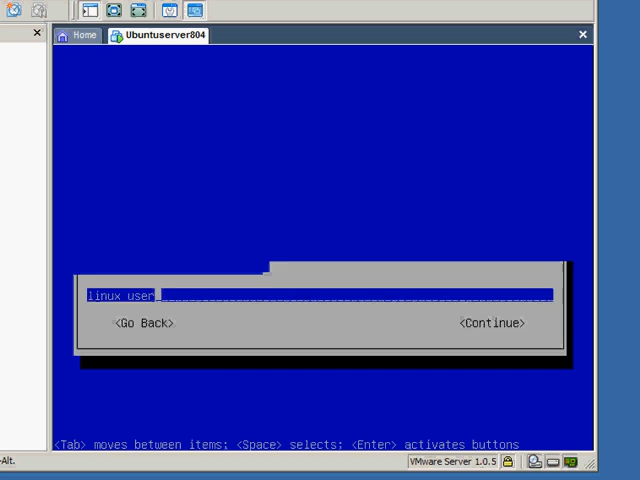 Home
Ubuntuserver804
linux user
<Go Back>
<Continue>
<Tab> moves between items; <Space> selects; <Enter> activates buttons
-Alt.
VMware Server 1.0.5